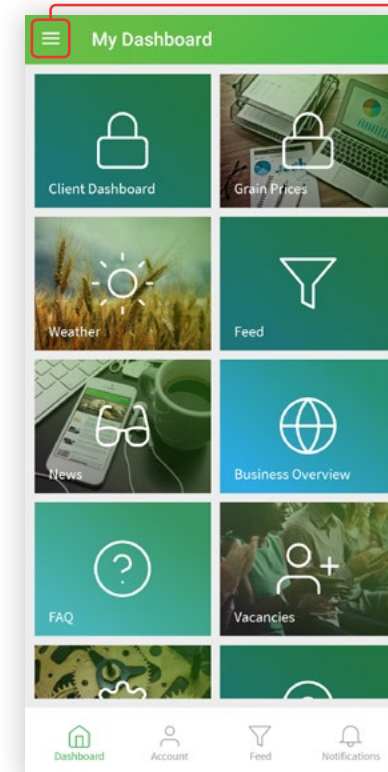 My Dashboard
Client Dashboard
Grain Prices
Weather
Feed
News
Business Overview
FAQ
Vacancies
Dashboard
Account
Feed
Notifications